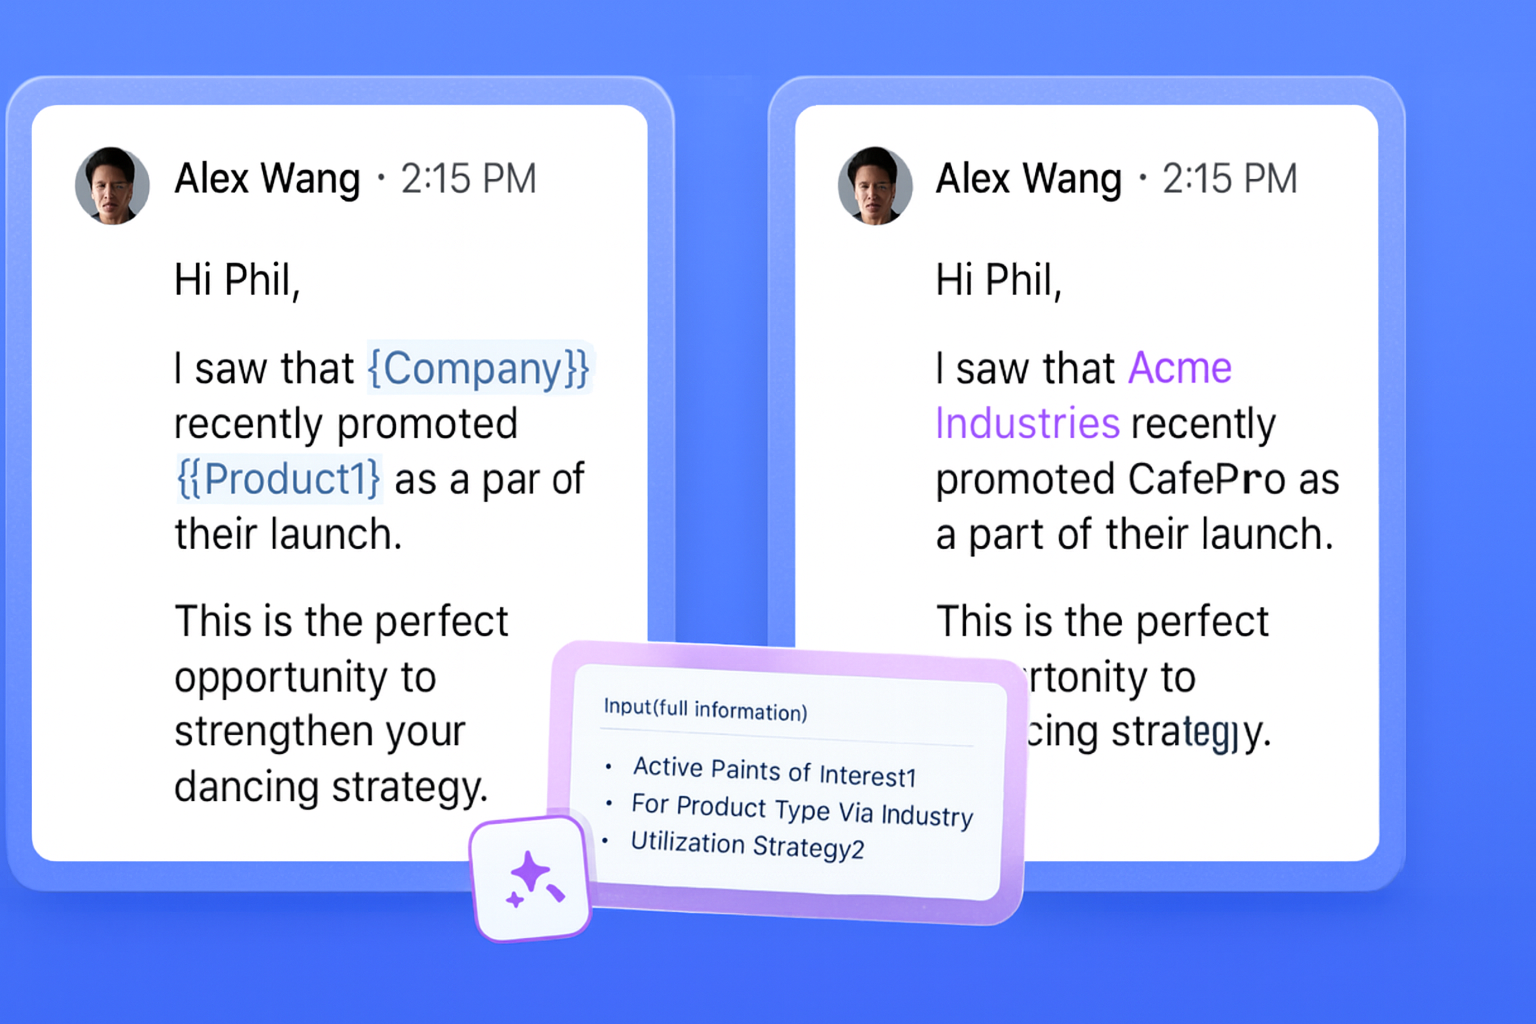 Alex Wang · 2:15 PM
Hi Phil,
I saw that {Company}}
recently promoted
{{Product1} as a par of
their launch.
This is the perfect
opportunity to
strengthen your
dancing strategy.
Alex Wang · 2:15 PM
Hi Phil,
I saw that Acme
Industries recently
promoted CafePro as
a part of their launch.
This is the perfect
rtonity to
cing strategy.
Input(full information)
• Active Paints of Interest1
• For Product Type Via Industry
• Utilization Strategy2